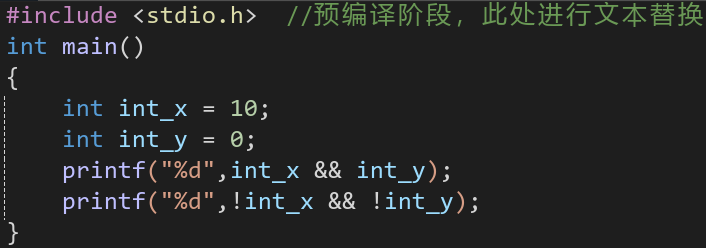 #include <stdio.h>  //预编译阶段，此处进行文本替换
int main()
{
    int int_x = 10;
    int int_y = 0;
    printf("%d",int_x && int_y);
    printf("%d",!int_x && !int_y);
}